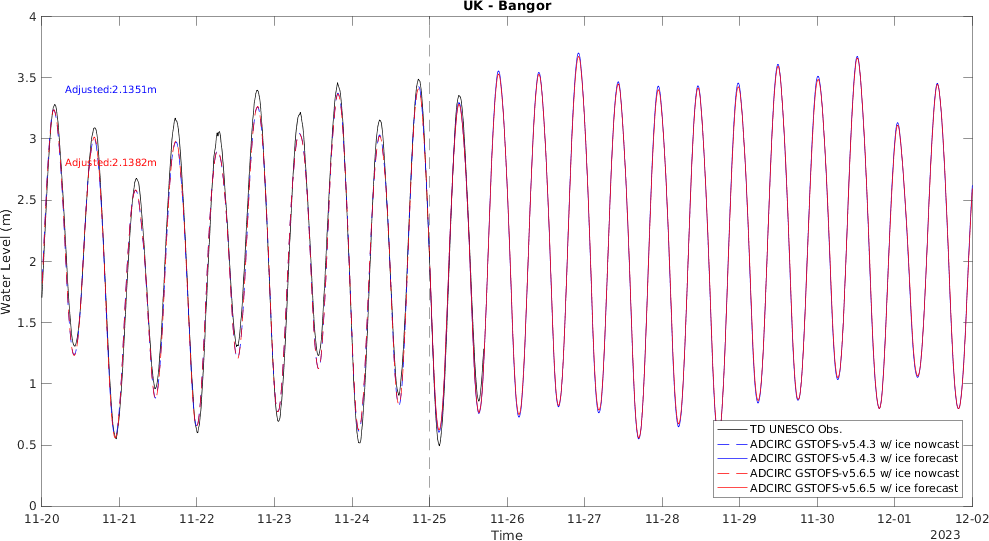 UK - Bangor
4
3.5
3
2.5
2
1.5
1
0.5
0
Water Level (m)
Adjusted:2.1351m
Adjusted:2.1382m
TD UNESCO Obs.
ADCIRC GSTOFS-v5.4.3 w/ ice nowcast
ADCIRC GSTOFS-v5.4.3 w/ ice forecast
ADCIRC GSTOFS-v5.6.5 w/ ice nowcast
ADCIRC GSTOFS-v5.6.5 w/ ice forecast
11-20 11-21 11-22 11-23 11-24 11-25 11-26 11-27 11-28 11-29 11-30 12-01 12-02
Time
2023